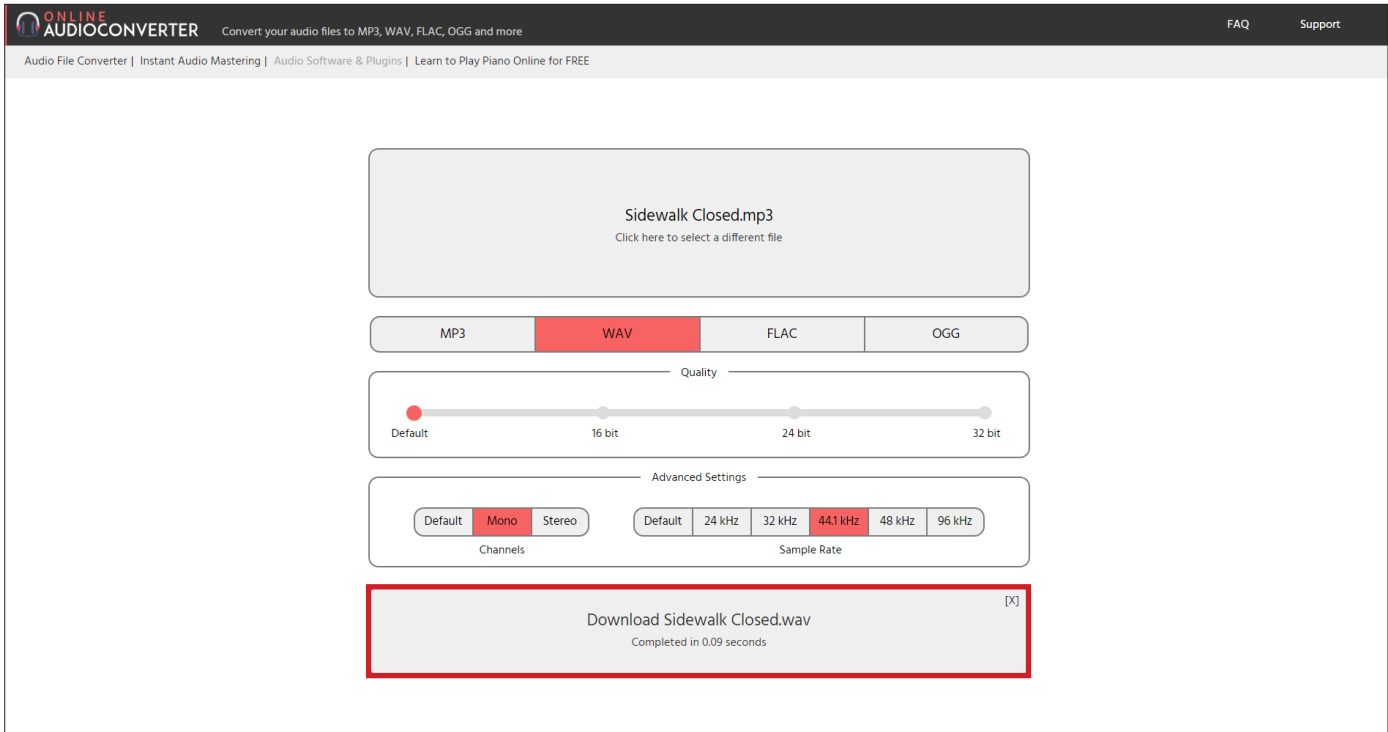 ONLINE
AUDIOCONVERTER Convert your audio files to MP3, WAV, FLAC, OGG and more FAQ Support
Audio File Converter | Instant Audio Mastering | Audio Software & Plugins | Learn to Play Piano Online for FREE
Sidewalk Closed.mp3
Click here to select a different file
MP3 WAV FLAC OGG
Quality
Default 16 bit 24 bit 32 bit
Advanced Settings
Default Mono Stereo Default 24 kHz 32 kHz 44.1 kHz 48 kHz 96 kHz
Channels Sample Rate
[X]
Download Sidewalk Closed.wav
Completed in 0.09 seconds